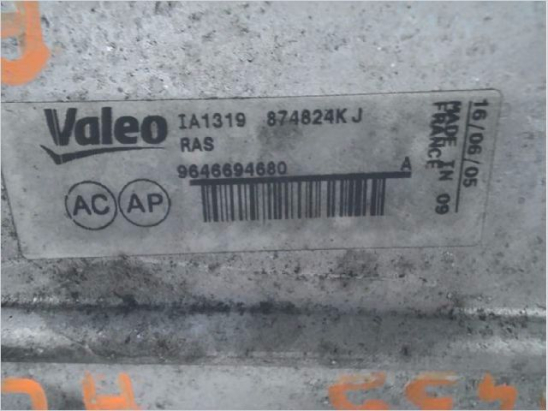 Valeo IA1319 874824KJ
RAS
9646694680 A
AC AP
16/06/05
MADE IN 09
FRANCE